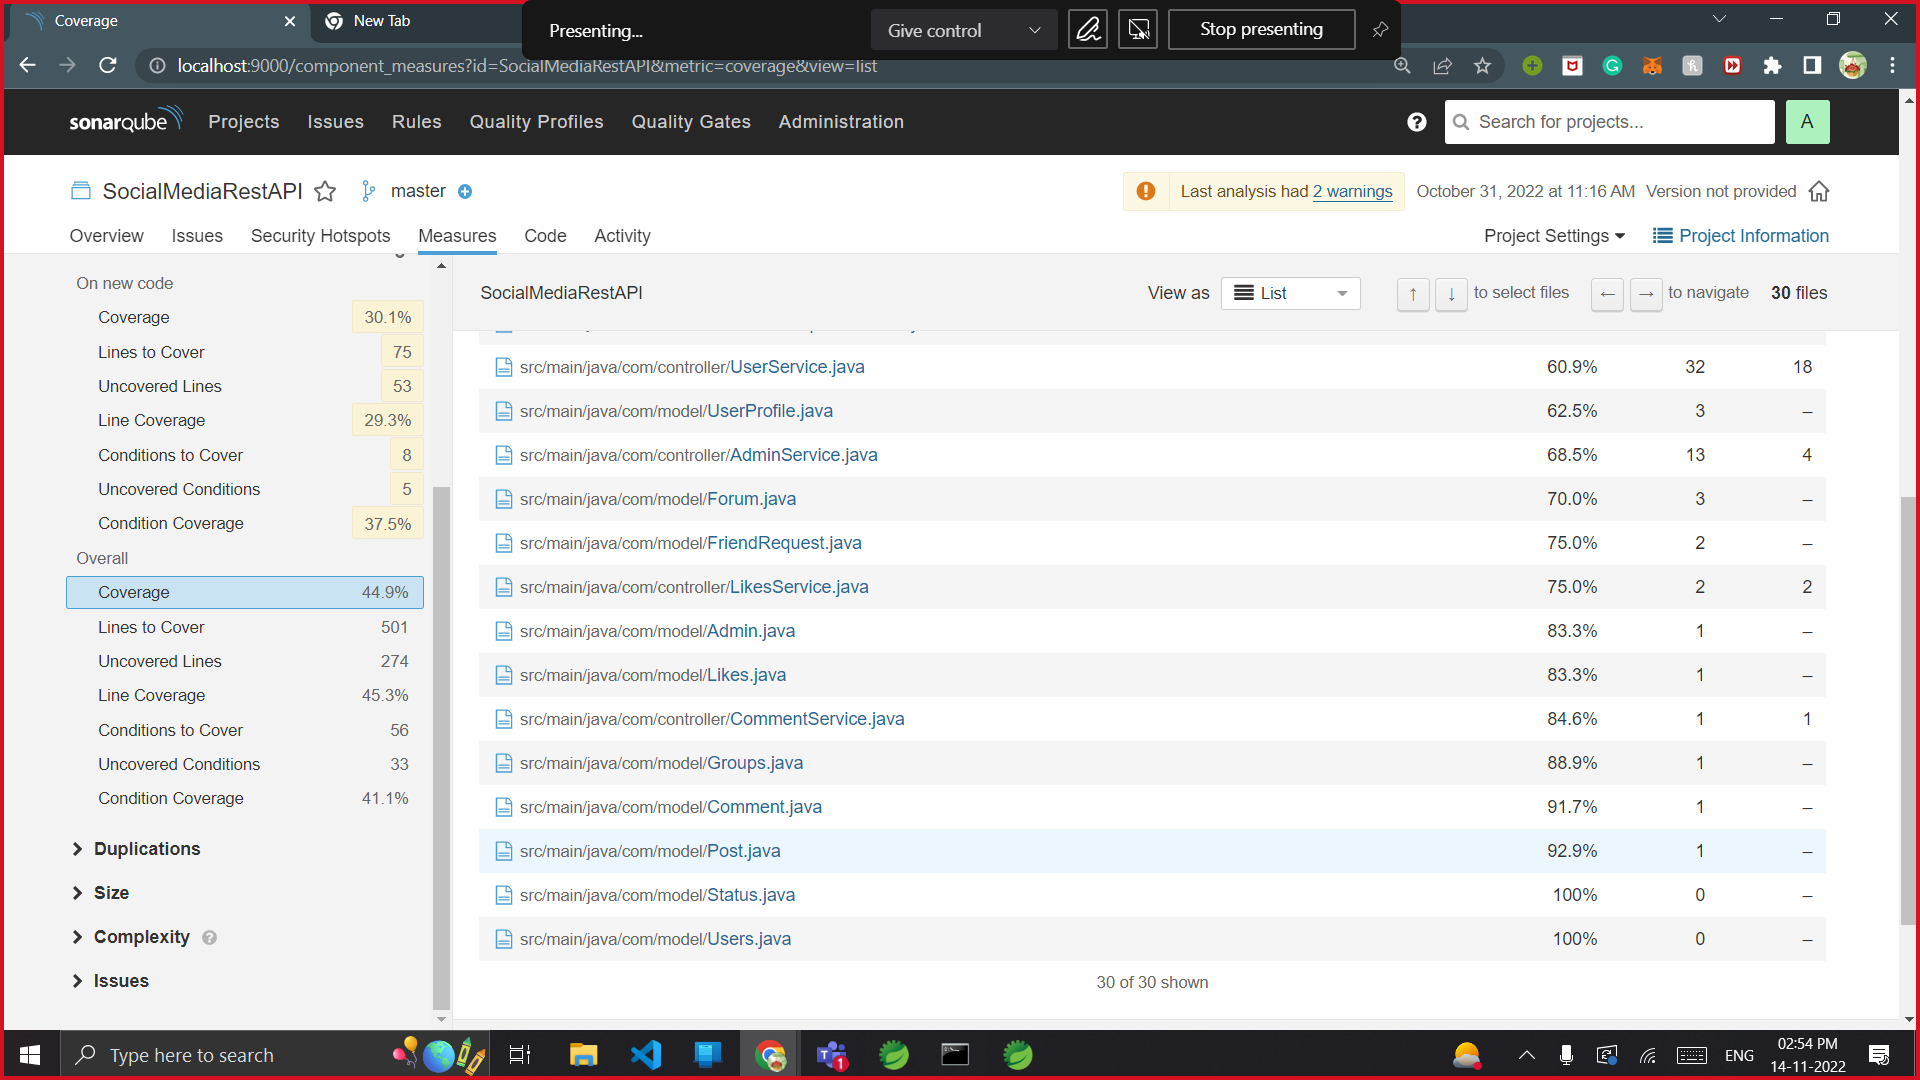 Coverage
New Tab
Presenting...
Give control
Stop presenting
localhost:9000/component_measures?id=SocialMediaRestAPI&metric=coverage&view=list
sonarqube Projects Issues Rules Quality Profiles Quality Gates Administration
Search for projects...
A
SocialMediaRestAPI master
Last analysis had 2 warnings October 31, 2022 at 11:16 AM Version not provided
Overview Issues Security Hotspots Measures Code Activity
Project Settings Project Information
On new code
Coverage 30.1%
Lines to Cover 75
Uncovered Lines 53
Line Coverage 29.3%
Conditions to Cover 8
Uncovered Conditions 5
Condition Coverage 37.5%
Overall
Coverage 44.9%
Lines to Cover 501
Uncovered Lines 274
Line Coverage 45.3%
Conditions to Cover 56
Uncovered Conditions 33
Condition Coverage 41.1%
Duplications
Size
Complexity ?
Issues
SocialMediaRestAPI
View as List ↑ ↓ to select files ← → to navigate 30 files
src/main/java/com/controller/UserService.java 60.9% 32 18
src/main/java/com/model/UserProfile.java 62.5% 3 –
src/main/java/com/controller/AdminService.java 68.5% 13 4
src/main/java/com/model/Forum.java 70.0% 3 –
src/main/java/com/model/FriendRequest.java 75.0% 2 –
src/main/java/com/controller/LikesService.java 75.0% 2 2
src/main/java/com/model/Admin.java 83.3% 1 –
src/main/java/com/model/Likes.java 83.3% 1 –
src/main/java/com/controller/CommentService.java 84.6% 1 1
src/main/java/com/model/Groups.java 88.9% 1 –
src/main/java/com/model/Comment.java 91.7% 1 –
src/main/java/com/model/Post.java 92.9% 1 –
src/main/java/com/model/Status.java 100% 0 –
src/main/java/com/model/Users.java 100% 0 –
30 of 30 shown
Type here to search
1
ENG
02:54 PM
14-11-2022